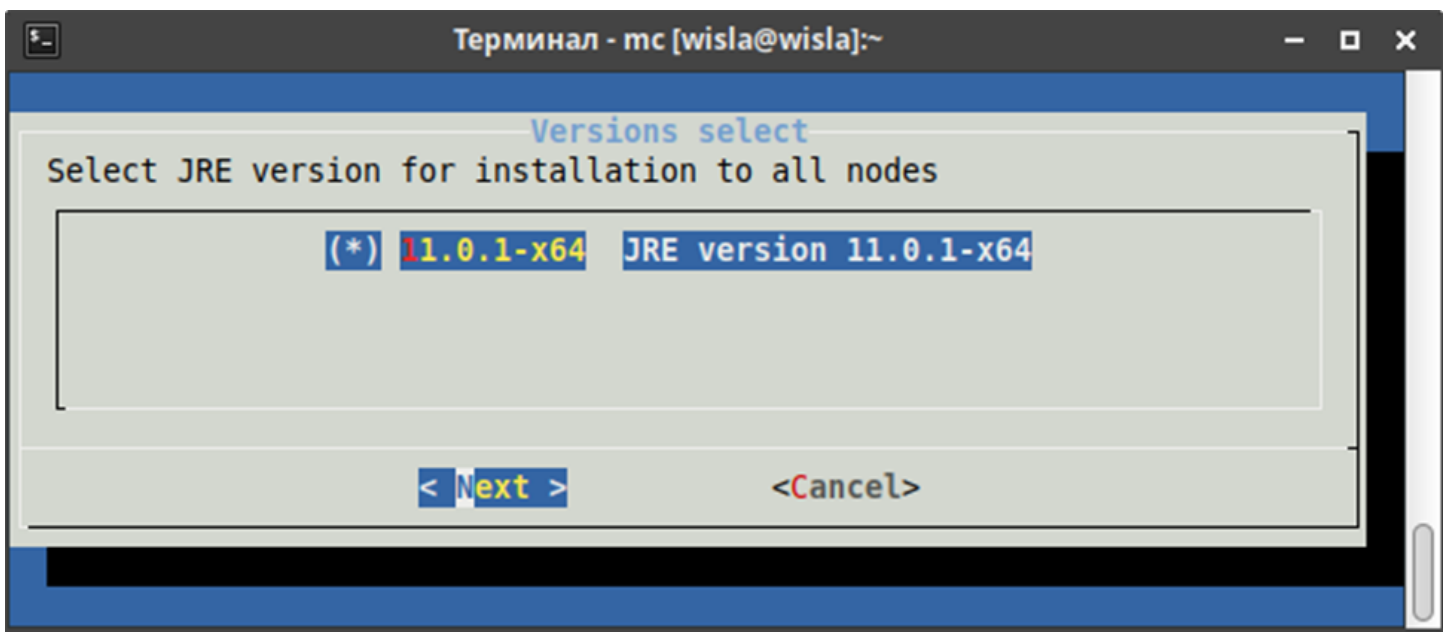 Терминал - mc [wisla@wisla]:~
Versions select
Select JRE version for installation to all nodes
(*) 11.0.1-x64 JRE version 11.0.1-x64
< Next > <Cancel>